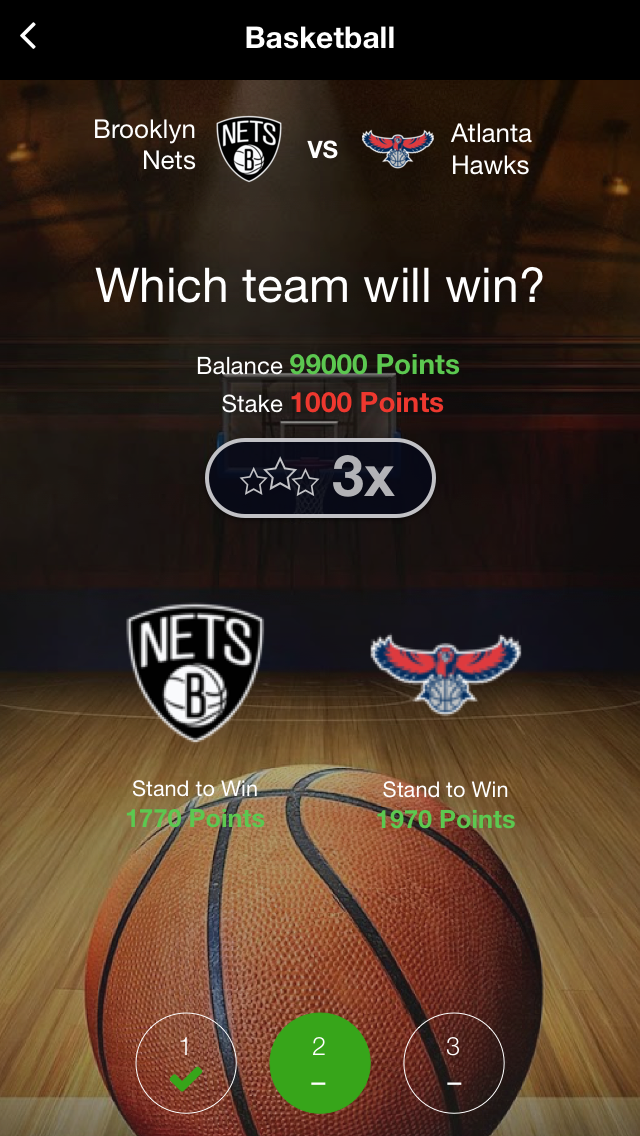 Basketball
Brooklyn
Nets
NETS
B
vs
Atlanta
Hawks
Which team will win?
Balance 99000 Points
Stake 1000 Points
3x
NETS
B
Stand to Win
1770 Points
Stand to Win
1970 Points
1
2
–
3
–